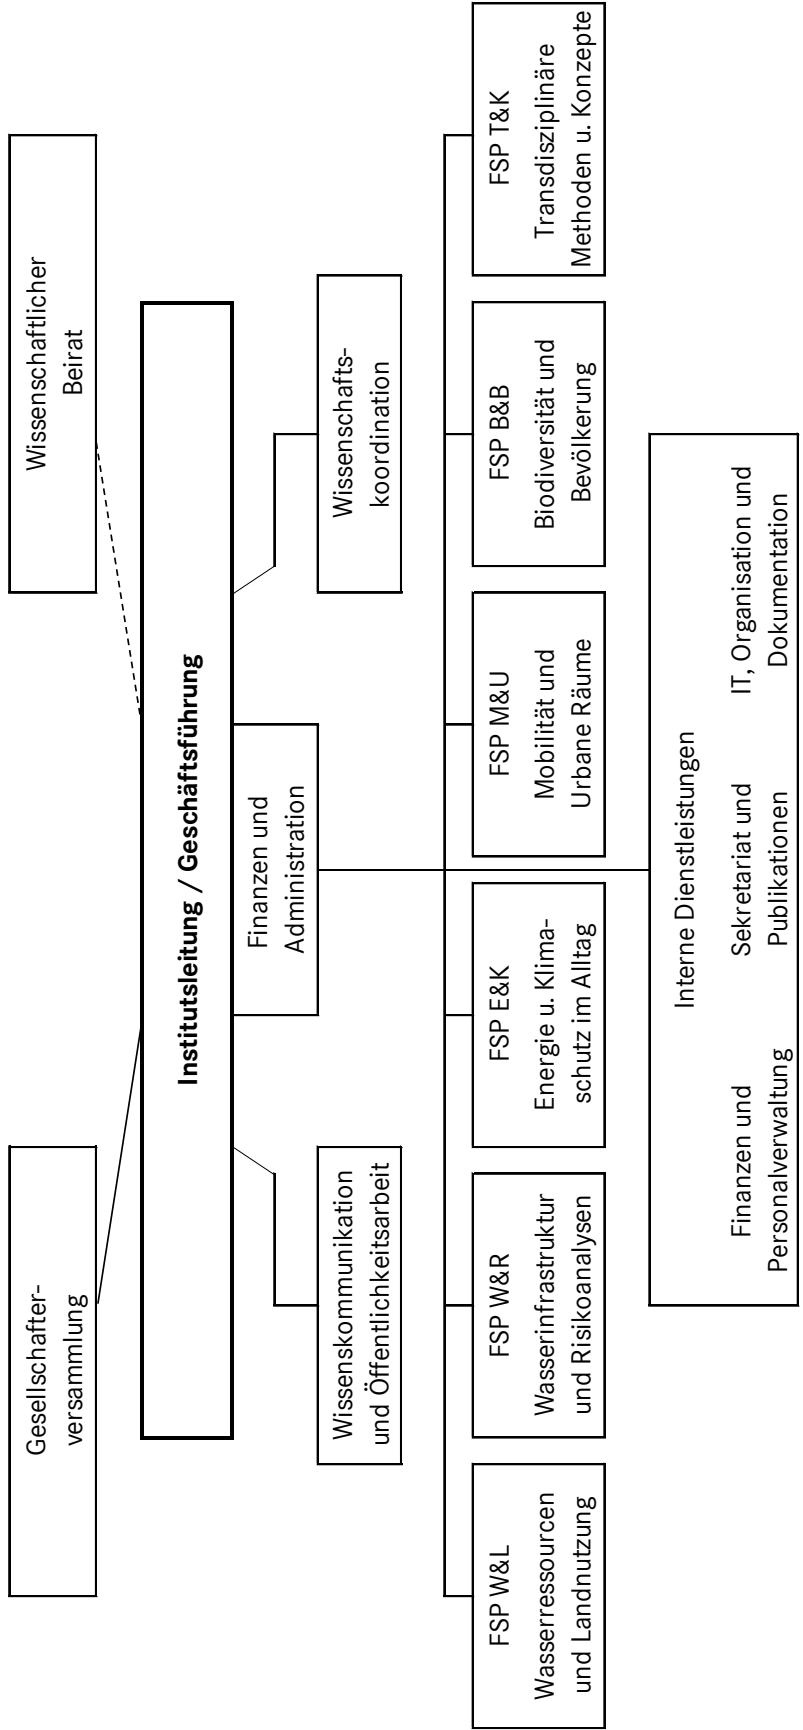 Gesellschafter-
versammlung
Wissenschaftlicher
Beirat
Institutsleitung / Geschäftsführung
Finanzen und
Administration
Wissenskommunikation
und Öffentlichkeitsarbeit
Wissenschafts-
koordination
FSP W&L
Wasserressourcen
und Landnutzung
FSP W&R
Wasserinfrastruktur
und Risikoanalysen
FSP E&K
Energie u. Klima-
schutz im Alltag
FSP M&U
Mobilität und
Urbane Räume
FSP B&B
Biodiversität und
Bevölkerung
FSP T&K
Transdisziplinäre
Methoden u. Konzepte
Interne Dienstleistungen
Finanzen und
Personalverwaltung
Sekretariat und
Publikationen
IT, Organisation und
Dokumentation